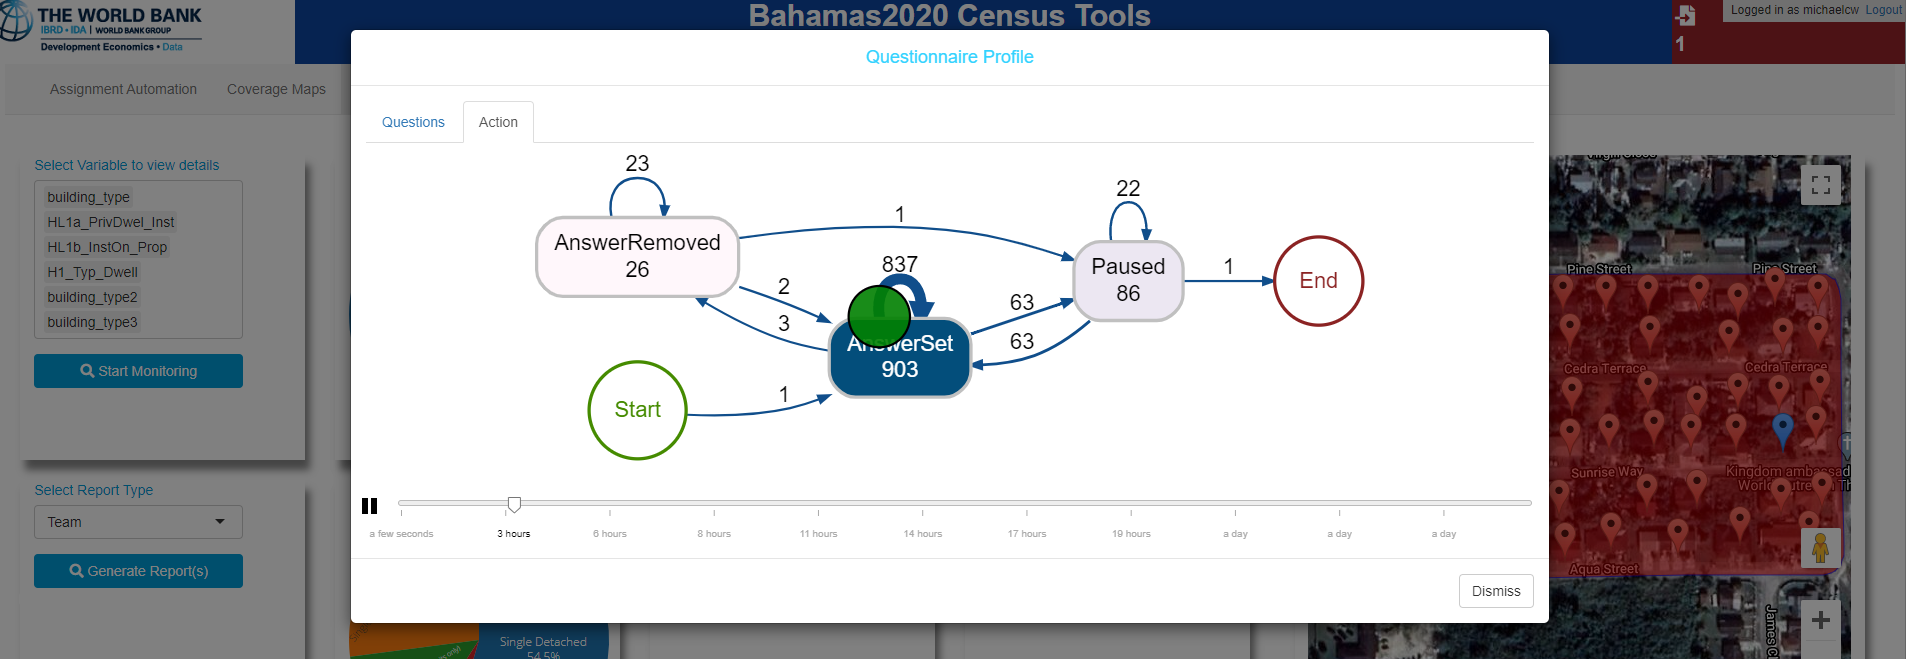 THE WORLD BANK
IBRD • IDA | WORLD BANK GROUP
Development Economics • Data
Bahamas2020 Census Tools
Logged in as michaelcw Logout
1
Assignment Automation
Coverage Maps
Questionnaire Profile
Questions
Action
Select Variable to view details
building_type
HL1a_PrivDwel_Inst
HL1b_InstOn_Prop
H1_Typ_Dwell
building_type2
building_type3
Start Monitoring
Select Report Type
Team
Generate Report(s)
23
AnswerRemoved
26
1
22
Paused
86
1
End
837
2
3
AnswerSet
903
63
63
Start
1
a few seconds
3 hours
6 hours
8 hours
11 hours
14 hours
17 hours
19 hours
a day
a day
a day
Dismiss
Single Detached
54.5%
Pine Street
Pine Street
Cedra Terrace
Cedra Terrace
Sunrise Way
Kingdom ambassad
Aqua Street
James C